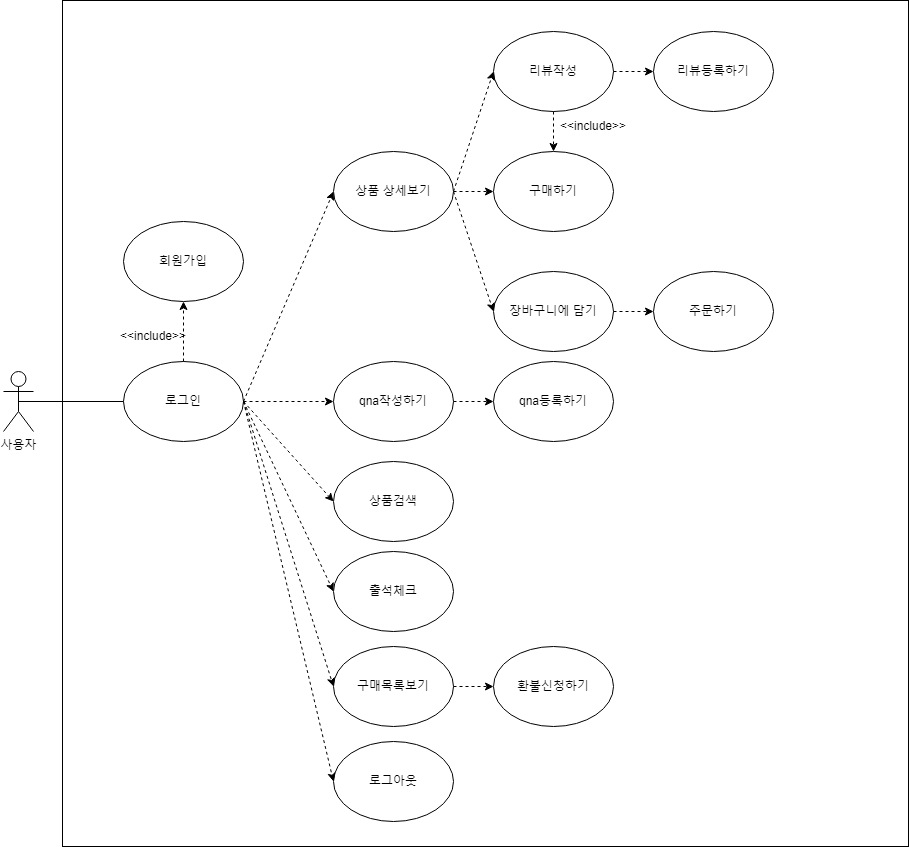 리뷰작성
리뷰등록하기
<<include>>
상품 상세보기
구매하기
회원가입
장바구니에 담기
주문하기
<<include>>
로그인
qna작성하기
qna등록하기
사용자
상품검색
출석체크
구매목록보기
환불신청하기
로그아웃